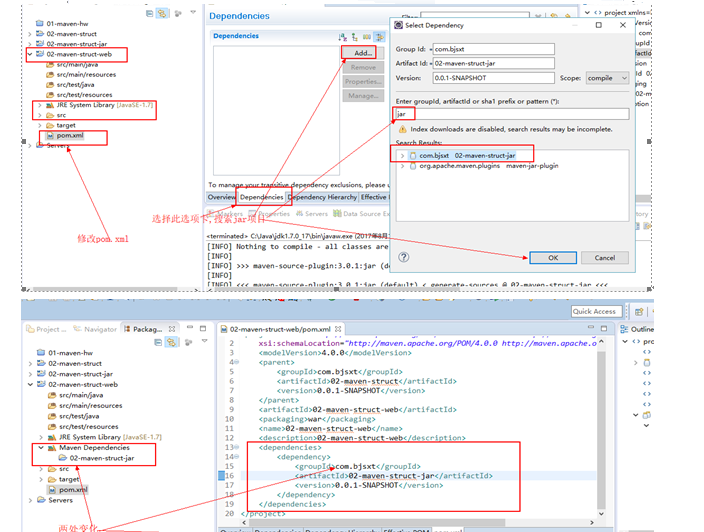 01-maven-hw
02-maven-struct
02-maven-struct-jar
02-maven-struct-web
src/main/java
src/main/resources
src/test/java
src/test/resources
JRE System Library [JavaSE-1.7]
src
target
pom.xml
Servers
修改pom.xml
Dependencies
Dependencies
Add...
Remove
Properties...
Manage...
To manage your transitive dependency exclusions, please u
Overview Dependencies Dependency Hierarchy Effective
Markers Properties Servers Data Source Ex
选择此选项卡,搜索jar项目
<terminated> C:\Java\jdk1.7.0_17\bin\javaw.exe (2017年8月
[INFO] Nothing to compile - all classes are
[INFO]
[INFO] >>> maven-source-plugin:3.0.1:jar (de
[INFO]
[INFO] <<< maven-source-plugin:3.0.1:jar (default) < generate-sources @ 02-maven-struct <<<
Select Dependency
Group Id: com.bjsxt
Artifact Id: 02-maven-struct-jar
Version: 0.0.1-SNAPSHOT Scope: compile
Enter groupId, artifactId or sha1 prefix or pattern (*):
jar
Index downloads are disabled, search results may be incomplete.
Search Results:
com.bjsxt 02-maven-struct-jar
org.apache.maven.plugins maven-jar-plugin
OK
Cancel
project xmlns=
Quick Access
Project ... Navigator Packag...
01-maven-hw
02-maven-struct
02-maven-struct-jar
02-maven-struct-web
src/main/java
src/main/resources
src/test/java
src/test/resources
JRE System Library [JavaSE-1.7]
Maven Dependencies
02-maven-struct-jar
src
target
pom.xml
Servers
两处变化
02-maven-struct-web/pom.xml
2 xsi:schemaLocation="http://maven.apache.org/POM/4.0.0 http://maven.apache.o
3 <modelVersion>4.0.0</modelVersion>
4 <parent>
5 <groupId>com.bjsxt</groupId>
6 <artifactId>02-maven-struct</artifactId>
7 <version>0.0.1-SNAPSHOT</version>
8 </parent>
9 <artifactId>02-maven-struct-web</artifactId>
10 <packaging>war</packaging>
11 <name>02-maven-struct-web</name>
12 <description>02-maven-struct-web</description>
13 <dependencies>
14 <dependency>
15 <groupId>com.bjsxt</groupId>
16 <artifactId>02-maven-struct-jar</artifactId>
17 <version>0.0.1-SNAPSHOT</version>
18 </dependency>
19 </dependencies>
20 </project>
Outline